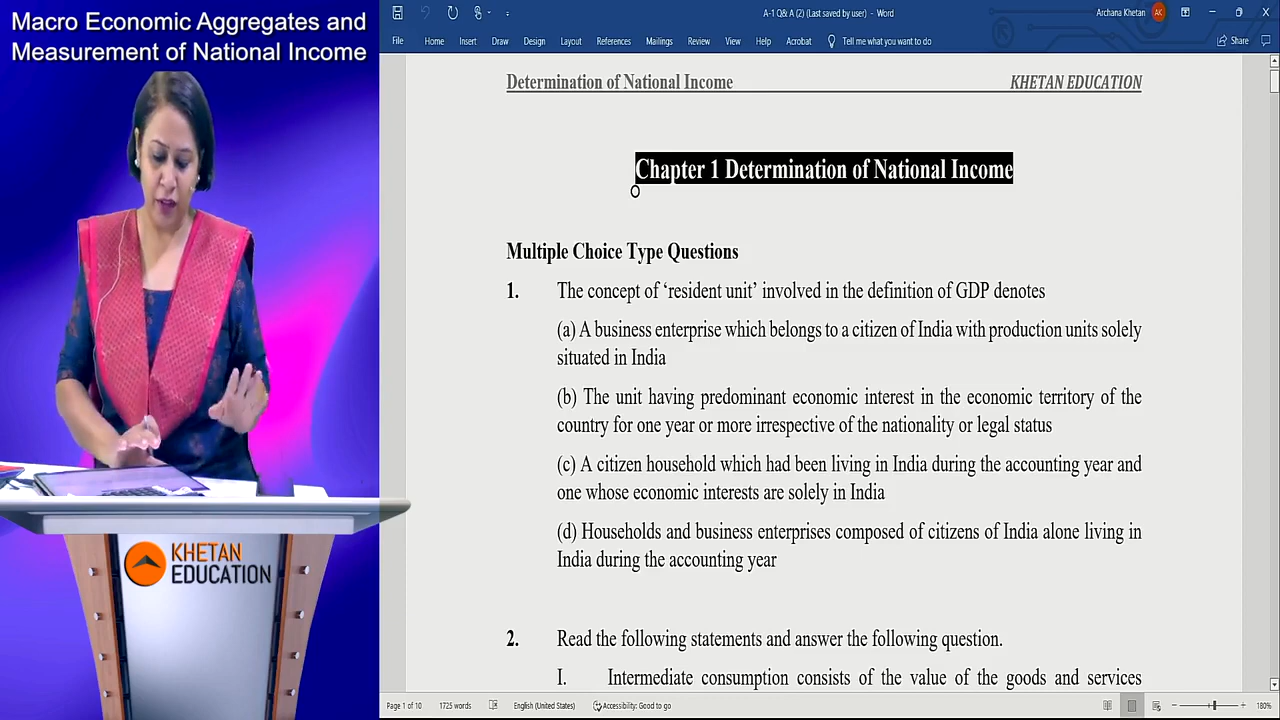 Macro Economic Aggregates and
Measurement of National Income
A-1 Q& A (2) (Last saved by user) - Word
Archana Khetan
AK
File Home Insert Draw Design Layout References Mailings Review View Help Acrobat Tell me what you want to do
Share
Determination of National Income KHETAN EDUCATION
Chapter 1 Determination of National Income
Multiple Choice Type Questions
1. The concept of ‘resident unit’ involved in the definition of GDP denotes
(a) A business enterprise which belongs to a citizen of India with production units solely
situated in India
(b) The unit having predominant economic interest in the economic territory of the
country for one year or more irrespective of the nationality or legal status
(c) A citizen household which had been living in India during the accounting year and
one whose economic interests are solely in India
(d) Households and business enterprises composed of citizens of India alone living in
India during the accounting year
2. Read the following statements and answer the following question.
I. Intermediate consumption consists of the value of the goods and services
KHETAN
EDUCATION
Page 1 of 10 1725 words English (United States) Accessibility: Good to go 180%